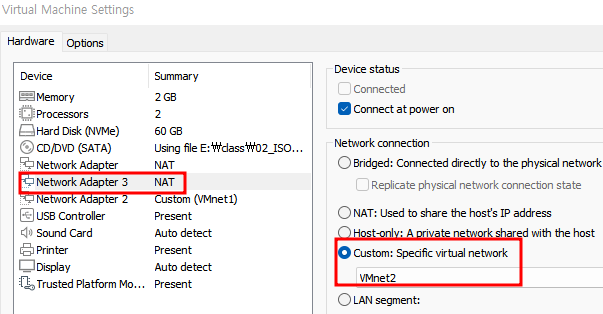 Virtual Machine Settings
Hardware Options
Device Summary
Memory 2 GB
Processors 2
Hard Disk (NVMe) 60 GB
CD/DVD (SATA) Using file E:₩class₩02_ISO...
Network Adapter NAT
Network Adapter 3 NAT
Network Adapter 2 Custom (VMnet1)
USB Controller Present
Sound Card Auto detect
Printer Present
Display Auto detect
Trusted Platform Mo... Present
Device status
Connected
Connect at power on
Network connection
Bridged: Connected directly to the physical network
Replicate physical network connection state
NAT: Used to share the host's IP address
Host-only: A private network shared with the host
Custom: Specific virtual network
VMnet2
LAN segment: